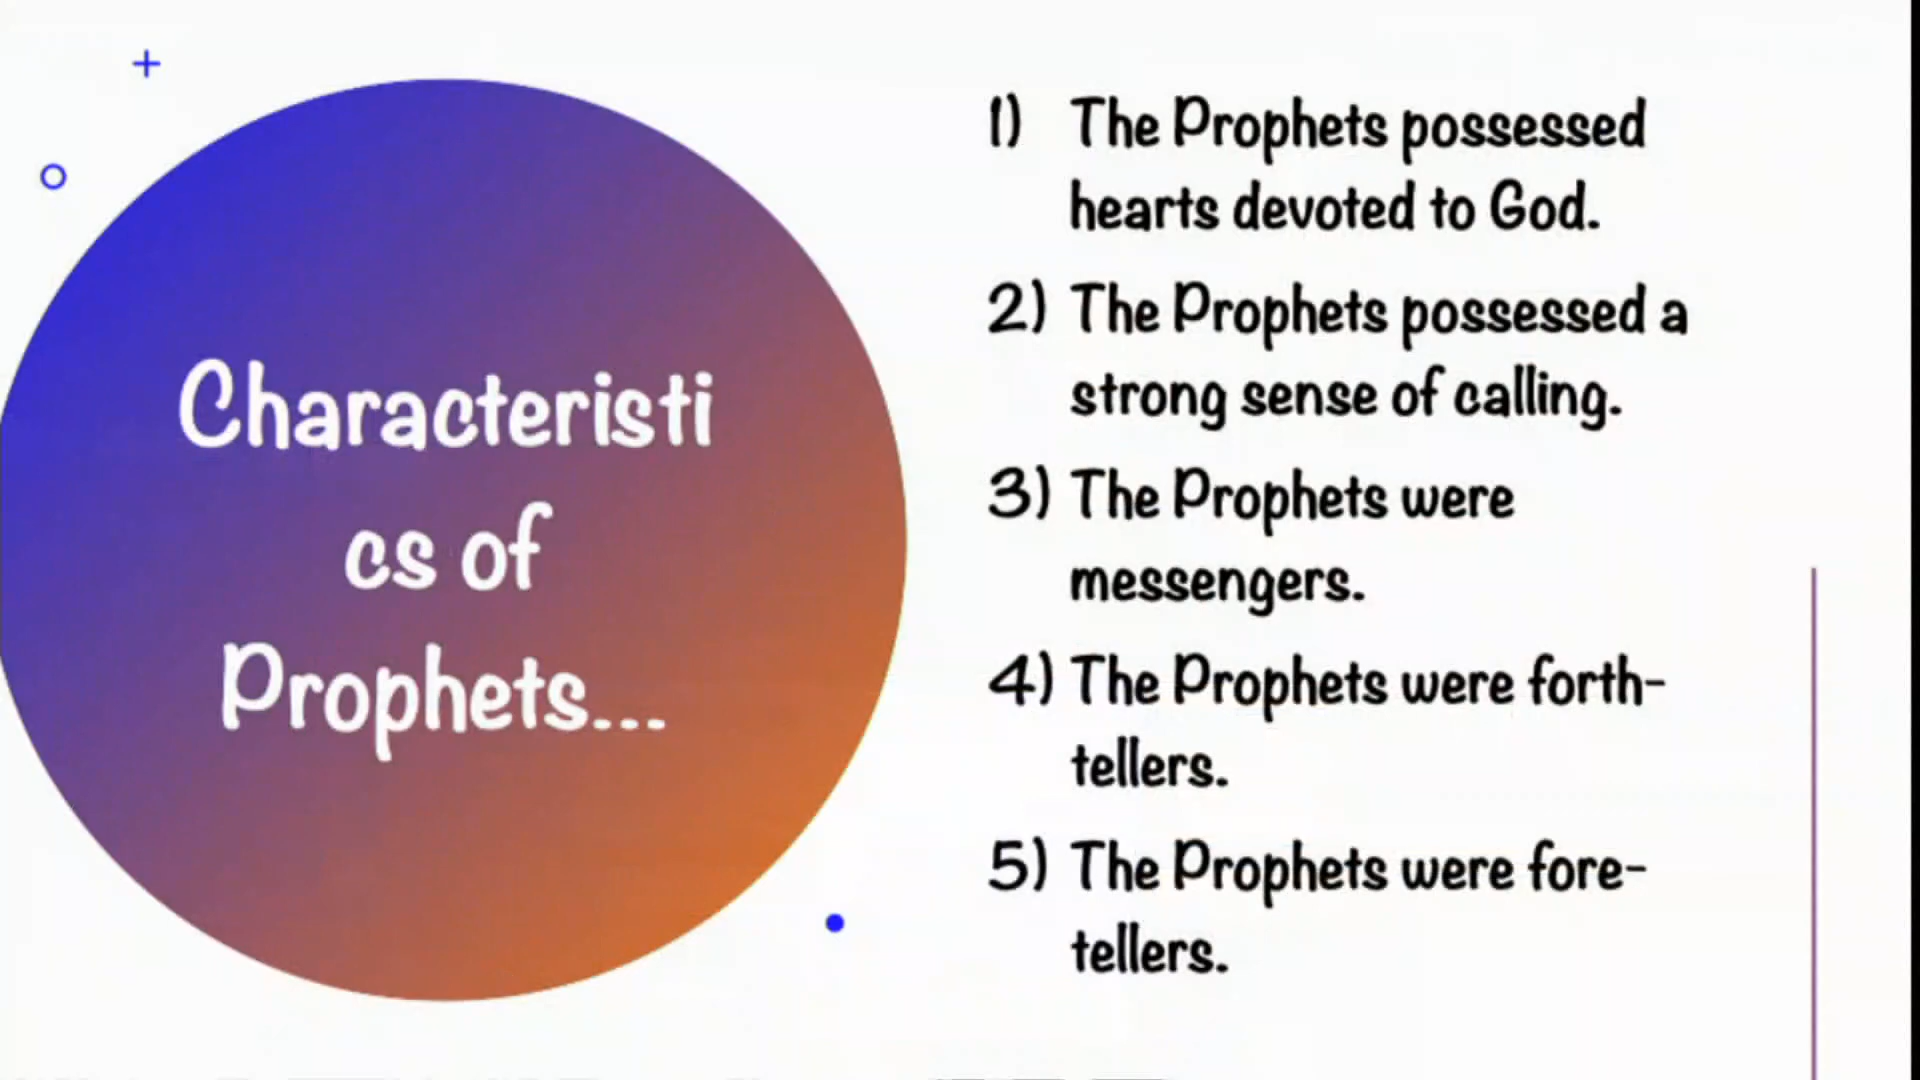 Characteristi
cs of
Prophets...
1) The Prophets possessed
hearts devoted to God.
2) The Prophets possessed a
strong sense of calling.
3) The Prophets were
messengers.
4) The Prophets were forth-
tellers.
5) The Prophets were fore-
tellers.